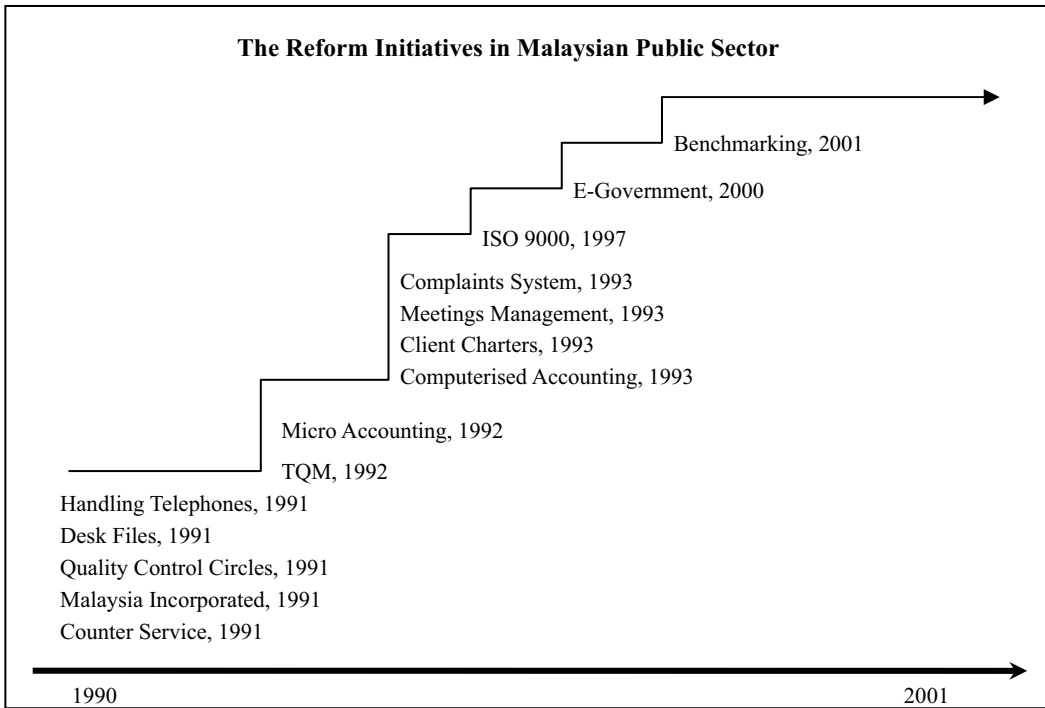 The Reform Initiatives in Malaysian Public Sector
Benchmarking, 2001
E-Government, 2000
ISO 9000, 1997
Complaints System, 1993
Meetings Management, 1993
Client Charters, 1993
Computerised Accounting, 1993
Micro Accounting, 1992
TQM, 1992
Handling Telephones, 1991
Desk Files, 1991
Quality Control Circles, 1991
Malaysia Incorporated, 1991
Counter Service, 1991
1990 2001